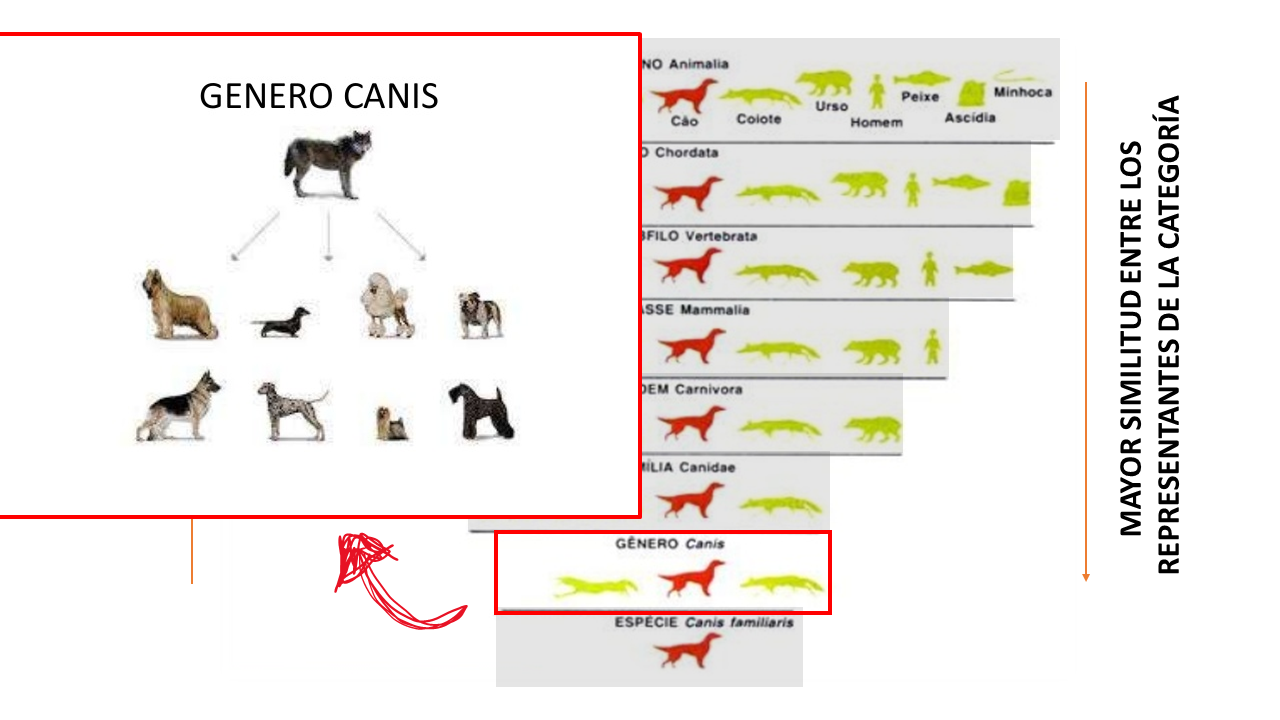 GENERO CANIS
NO Animalia
Cão
Coiote
Urso
Homem
Peixe
Ascídia
Minhoca
O Chordata
BFILO Vertebrata
ASSE Mammalia
DEM Carnivora
MÍLIA Canidae
GÊNERO Canis
ESPÉCIE Canis familiaris
MAYOR SIMILITUD ENTRE LOS
REPRESENTANTES DE LA CATEGORÍA